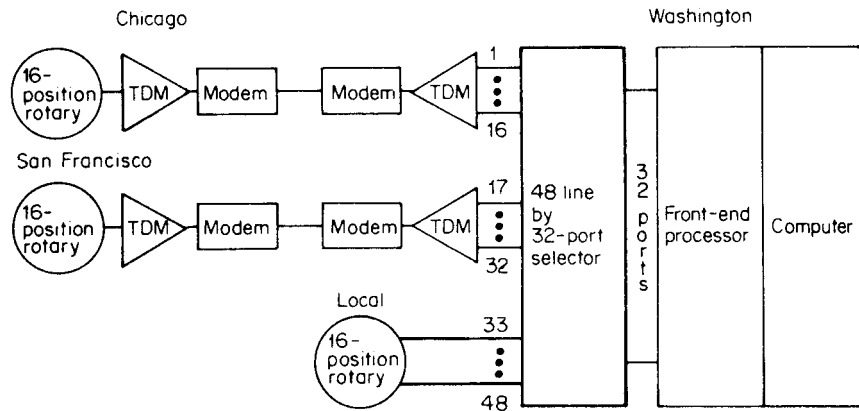 Chicago
Washington
16-
position
rotary
TDM
Modem
Modem
TDM
1
16
San Francisco
16-
position
rotary
TDM
Modem
Modem
TDM
17
32
Local
16-
position
rotary
33
48
48 line
by
32-port
selector
32 ports
Front-end
processor
Computer